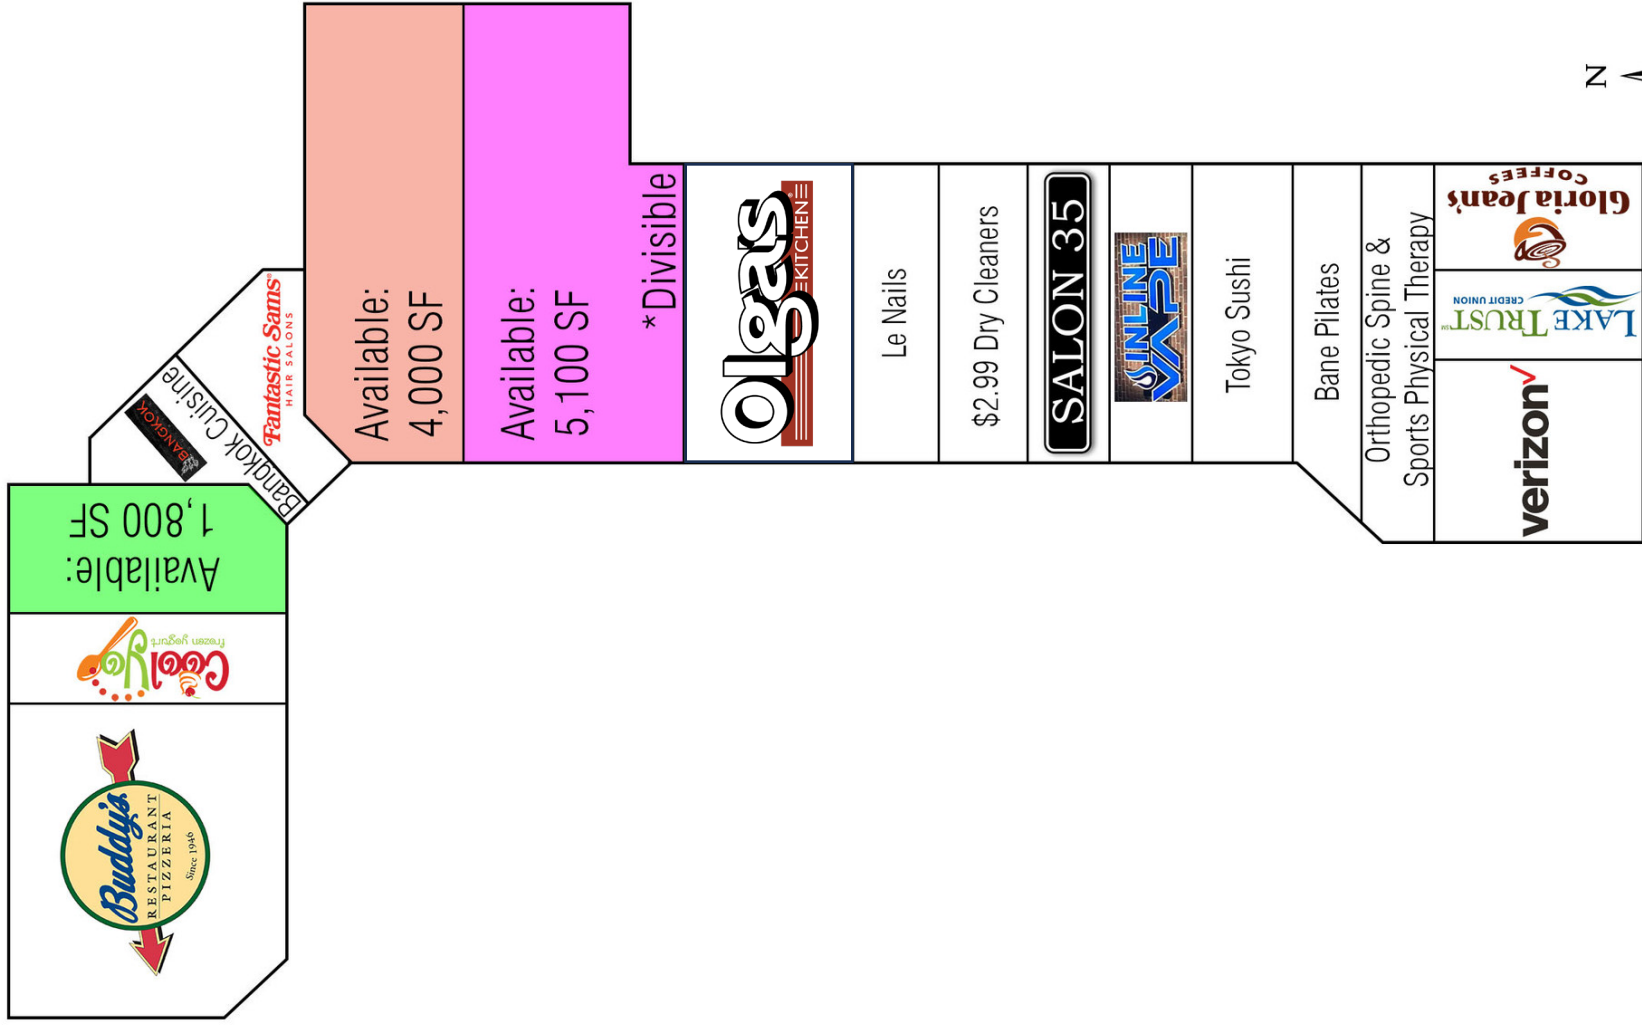 N
Available:
4,000 SF
Available:
5,100 SF
*Divisible
Fantastic Sams
HAIR SALONS
BANGKOK
Bangkok Cuisline
Available:
1,800 SF
CoolYo
frozen yogurt
Buddy's
RESTAURANT
PIZZERIA
Since 1946
Olgas
KITCHEN
Le Nails
$2.99 Dry Cleaners
SALON 35
INLINE
VAPE
Tokyo Sushi
Bane Pilates
Orthopedic Spine &
Sports Physical Therapy
Gloria Jean's
COFFEES
LAKE TRUST
CREDIT UNION
verizon